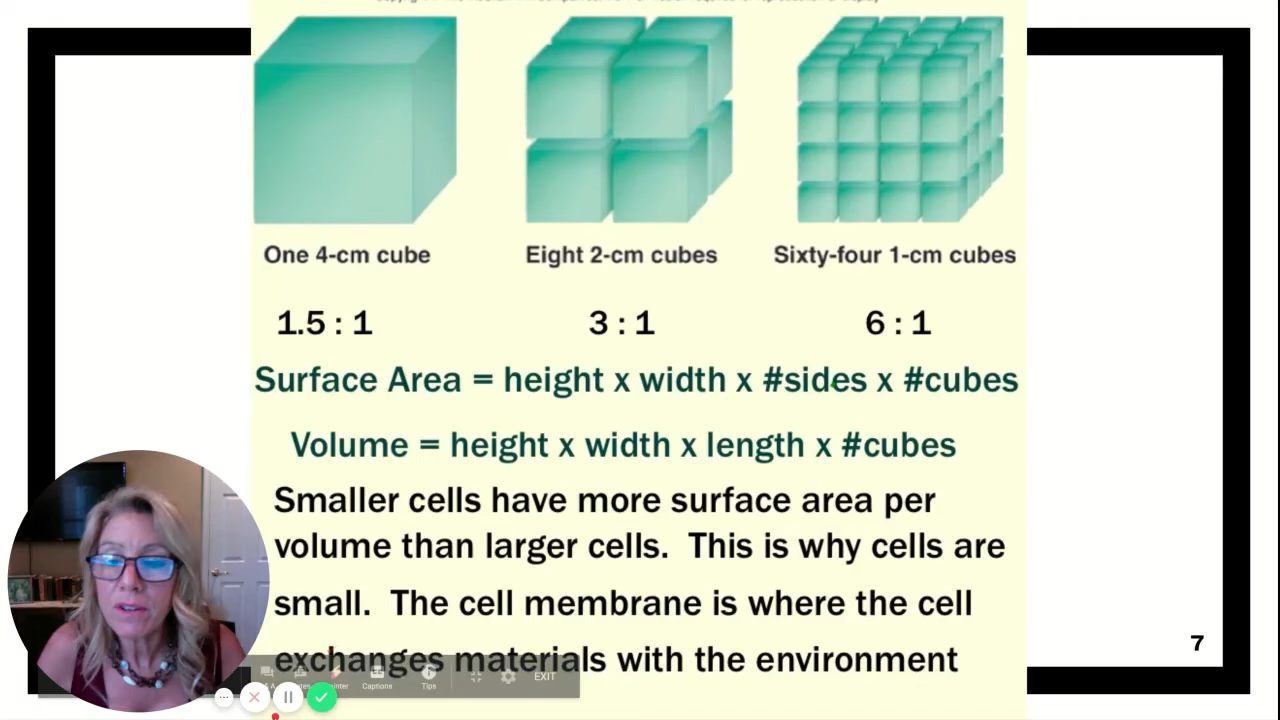 One 4-cm cube
Eight 2-cm cubes
Sixty-four 1-cm cubes
1.5 : 1
3 : 1
6 : 1
Surface Area = height x width x #sides x #cubes
Volume = height x width x length x #cubes
Smaller cells have more surface area per
volume than larger cells. This is why cells are
small. The cell membrane is where the cell
exchanges materials with the environment
7
Captions
Tips
EXIT